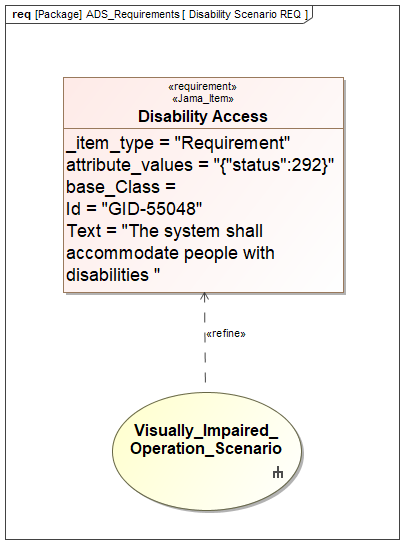 req [Package] ADS_Requirements [ Disability Scenario REQ ]
«requirement»
«Jama_Item»
Disability Access
_item_type = "Requirement"
attribute_values = "{"status":292}"
base_Class =
Id = "GID-55048"
Text = "The system shall
accommodate people with
disabilities "
«refine»
Visually_Impaired_
Operation_Scenario